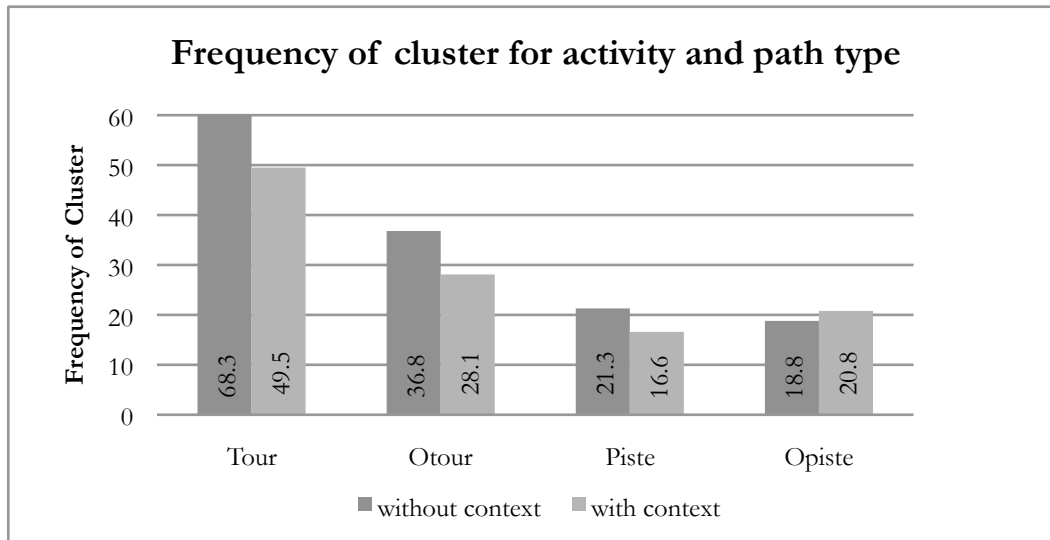 Frequency of cluster for activity and path type
Frequency of Cluster
60
50
40
30
20
10
0
68.3
49.5
36.8
28.1
21.3
16.6
18.8
20.8
Tour
Otour
Piste
Opiste
without context
with context